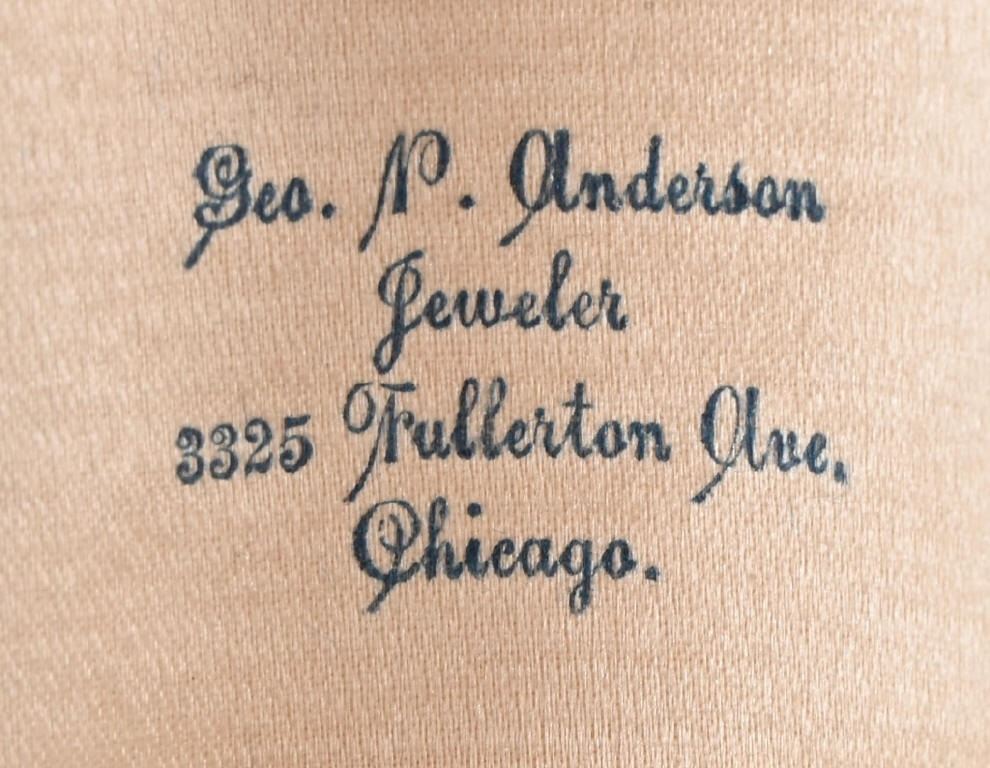 Geo. P. Anderson
Jeweler
3325 Fullerton Ave.
Chicago.